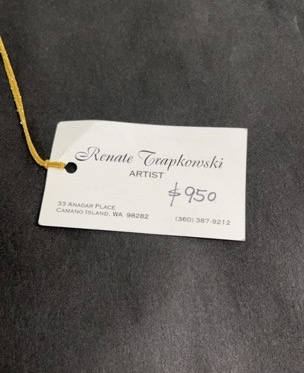 Renate Trapkowski
ARTIST
$950
33 Anadar Place
Camano Island, WA 98282
(360) 387-9212